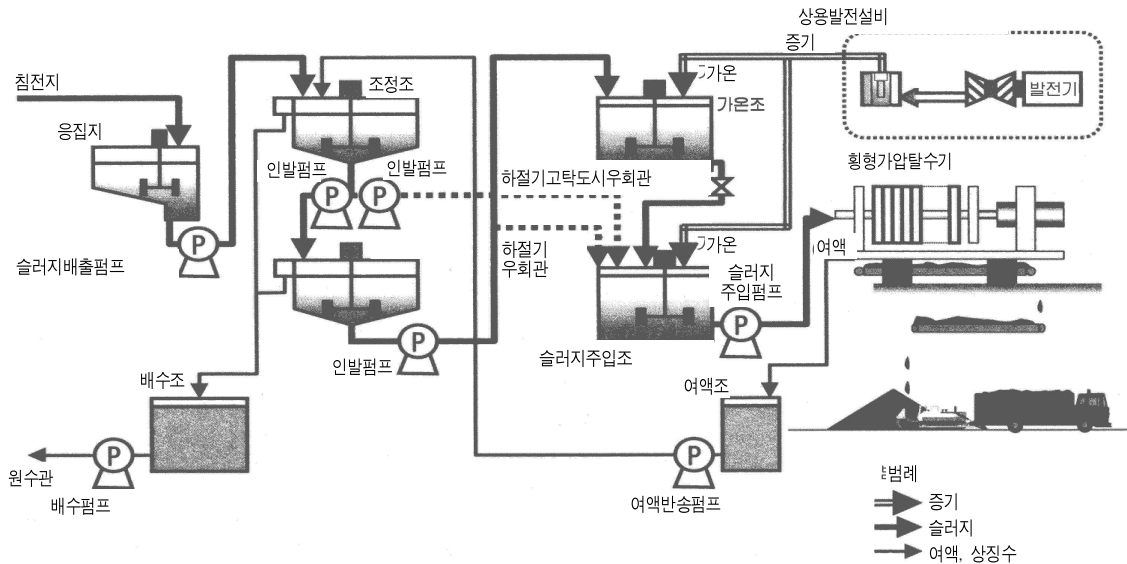 상용발전설비
증기
침전지
조정조
가온
가온조
발전기
응집지
P
인발펌프
인발펌프
횡형가압탈수기
하절기고탁도시우회관
P
P
P
슬러지배출펌프
하절기
우회관
가온
여액
슬러지
주입펌프
P
P
인발펌프
슬러지주입조
배수조
여액조
P
P
원수관
배수펌프
여액반송펌프
범례
증기
슬러지
여액, 상징수